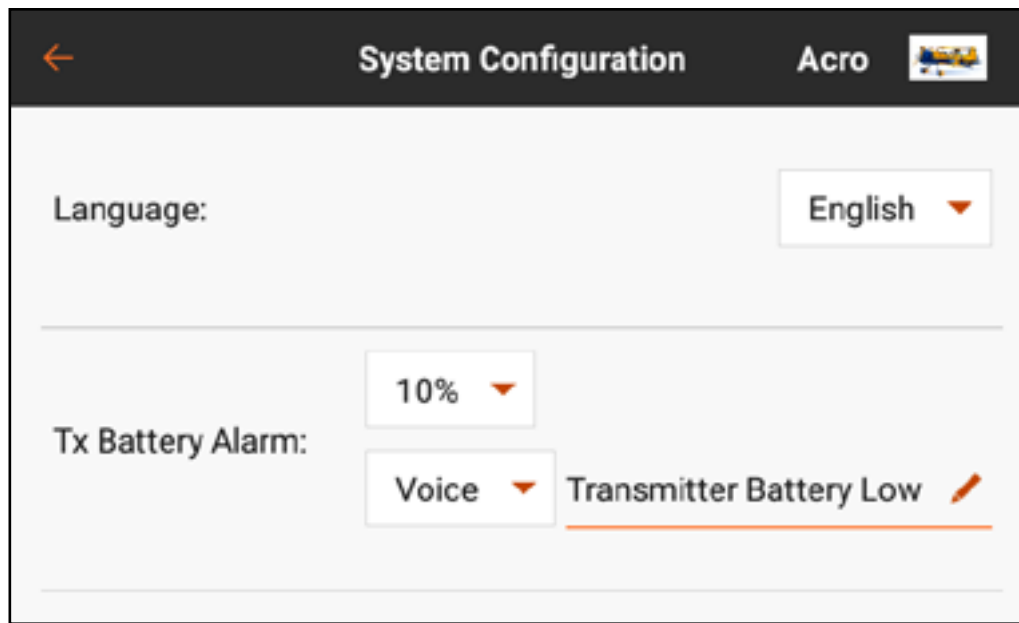 System Configuration Acro
Language: English
10%
Tx Battery Alarm:
Voice Transmitter Battery Low